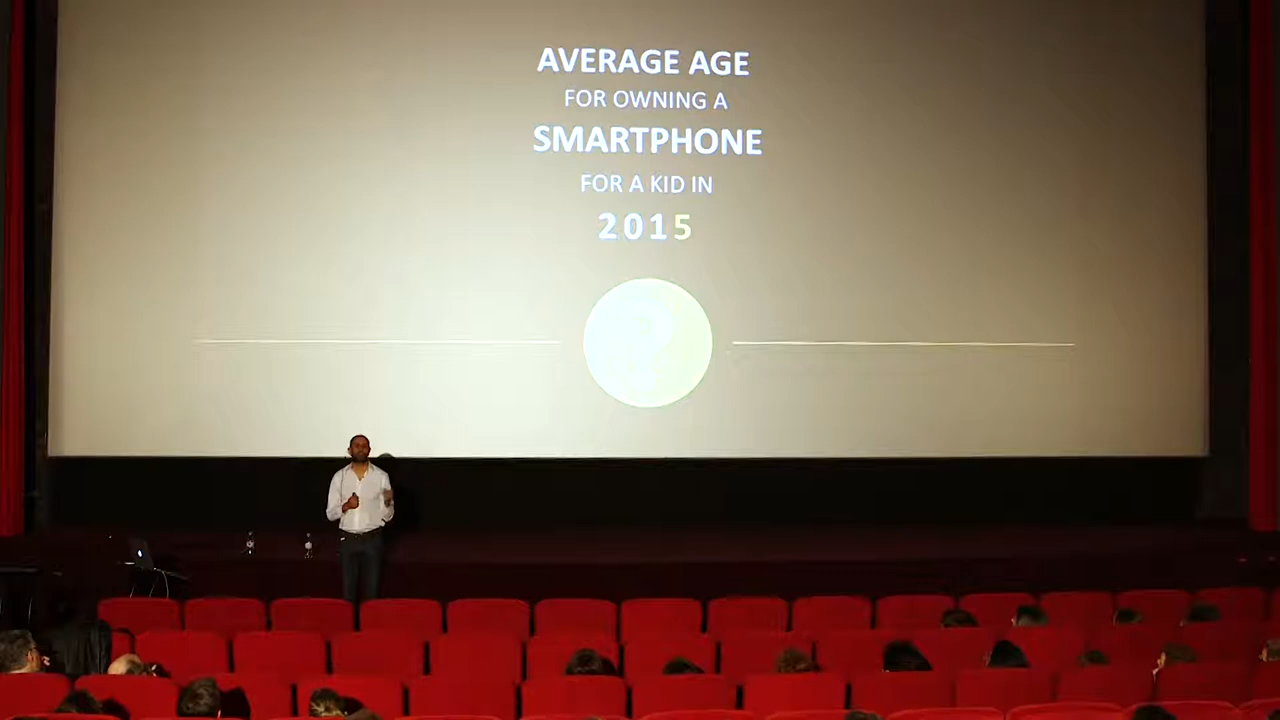 AVERAGE AGE
FOR OWNING A
SMARTPHONE
FOR A KID IN
2015
?